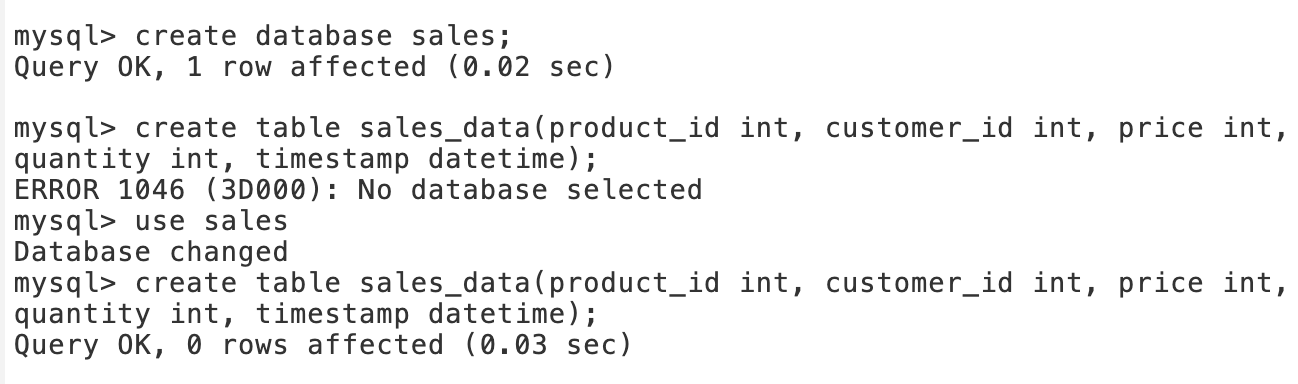 mysql> create database sales;
Query OK, 1 row affected (0.02 sec)
mysql> create table sales_data(product_id int, customer_id int, price int,
quantity int, timestamp datetime);
ERROR 1046 (3D000): No database selected
mysql> use sales
Database changed
mysql> create table sales_data(product_id int, customer_id int, price int,
quantity int, timestamp datetime);
Query OK, 0 rows affected (0.03 sec)